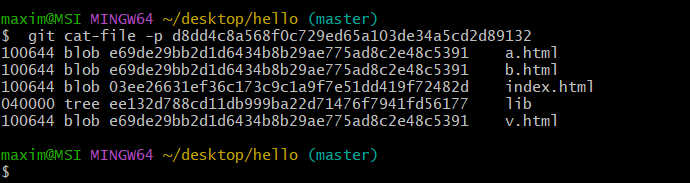 maxim@MSI MINGW64 ~/desktop/hello (master)
$  git cat-file -p d8dd4c8a568f0c729ed65a103de34a5cd2d89132
100644 blob e69de29bb2d1d6434b8b29ae775ad8c2e48c5391    a.html
100644 blob e69de29bb2d1d6434b8b29ae775ad8c2e48c5391    b.html
100644 blob 03ee26631ef36c173c9c1a9f7e51dd419f72482d    index.html
040000 tree ee132d788cd11db999ba22d71476f7941fd56177    lib
100644 blob e69de29bb2d1d6434b8b29ae775ad8c2e48c5391    v.html
maxim@MSI MINGW64 ~/desktop/hello (master)
$